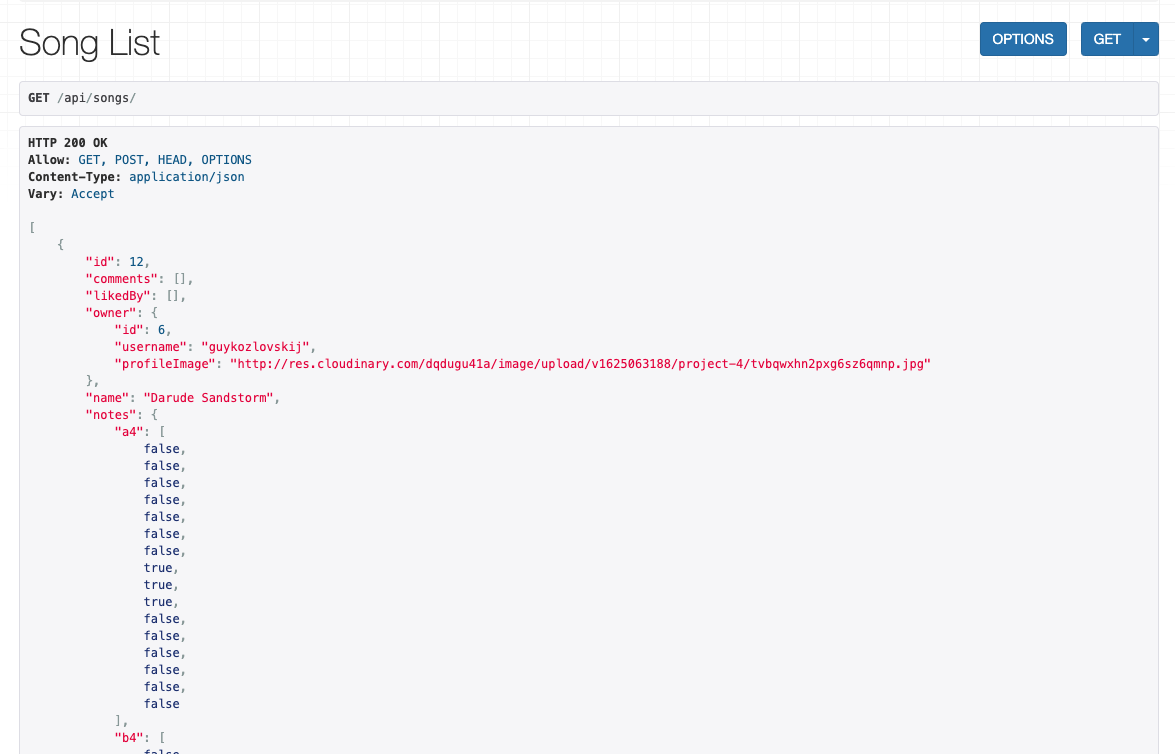 Song List
OPTIONS
GET
GET /api/songs/
HTTP 200 OK
Allow: GET, POST, HEAD, OPTIONS
Content-Type: application/json
Vary: Accept
[
    {
        "id": 12,
        "comments": [],
        "likedBy": [],
        "owner": {
            "id": 6,
            "username": "guykozlovskij",
            "profileImage": "http://res.cloudinary.com/dqdugu41a/image/upload/v1625063188/project-4/tvbqwxhn2pxg6sz6qmnp.jpg"
        },
        "name": "Darude Sandstorm",
        "notes": {
            "a4": [
                false,
                false,
                false,
                false,
                false,
                false,
                false,
                true,
                true,
                true,
                false,
                false,
                false,
                false,
                false,
                false
            ],
            "b4": [
                false,